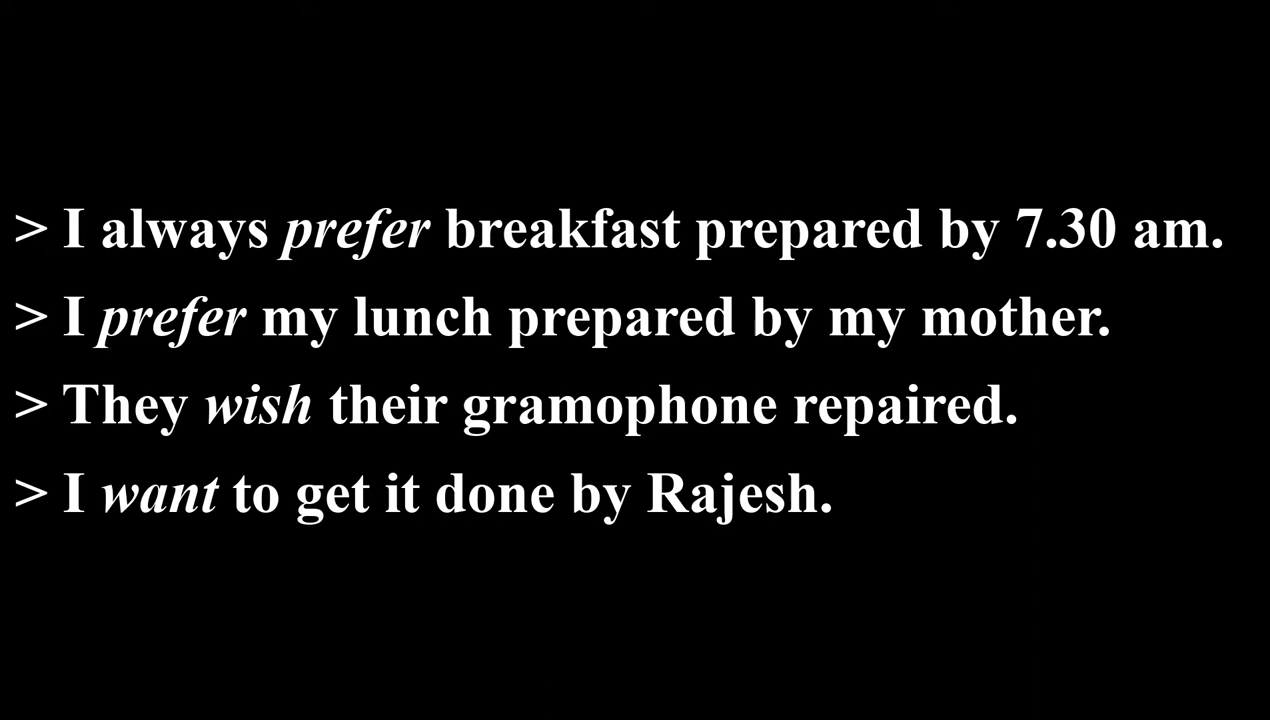 > I always prefer breakfast prepared by 7.30 am.
> I prefer my lunch prepared by my mother.
> They wish their gramophone repaired.
> I want to get it done by Rajesh.